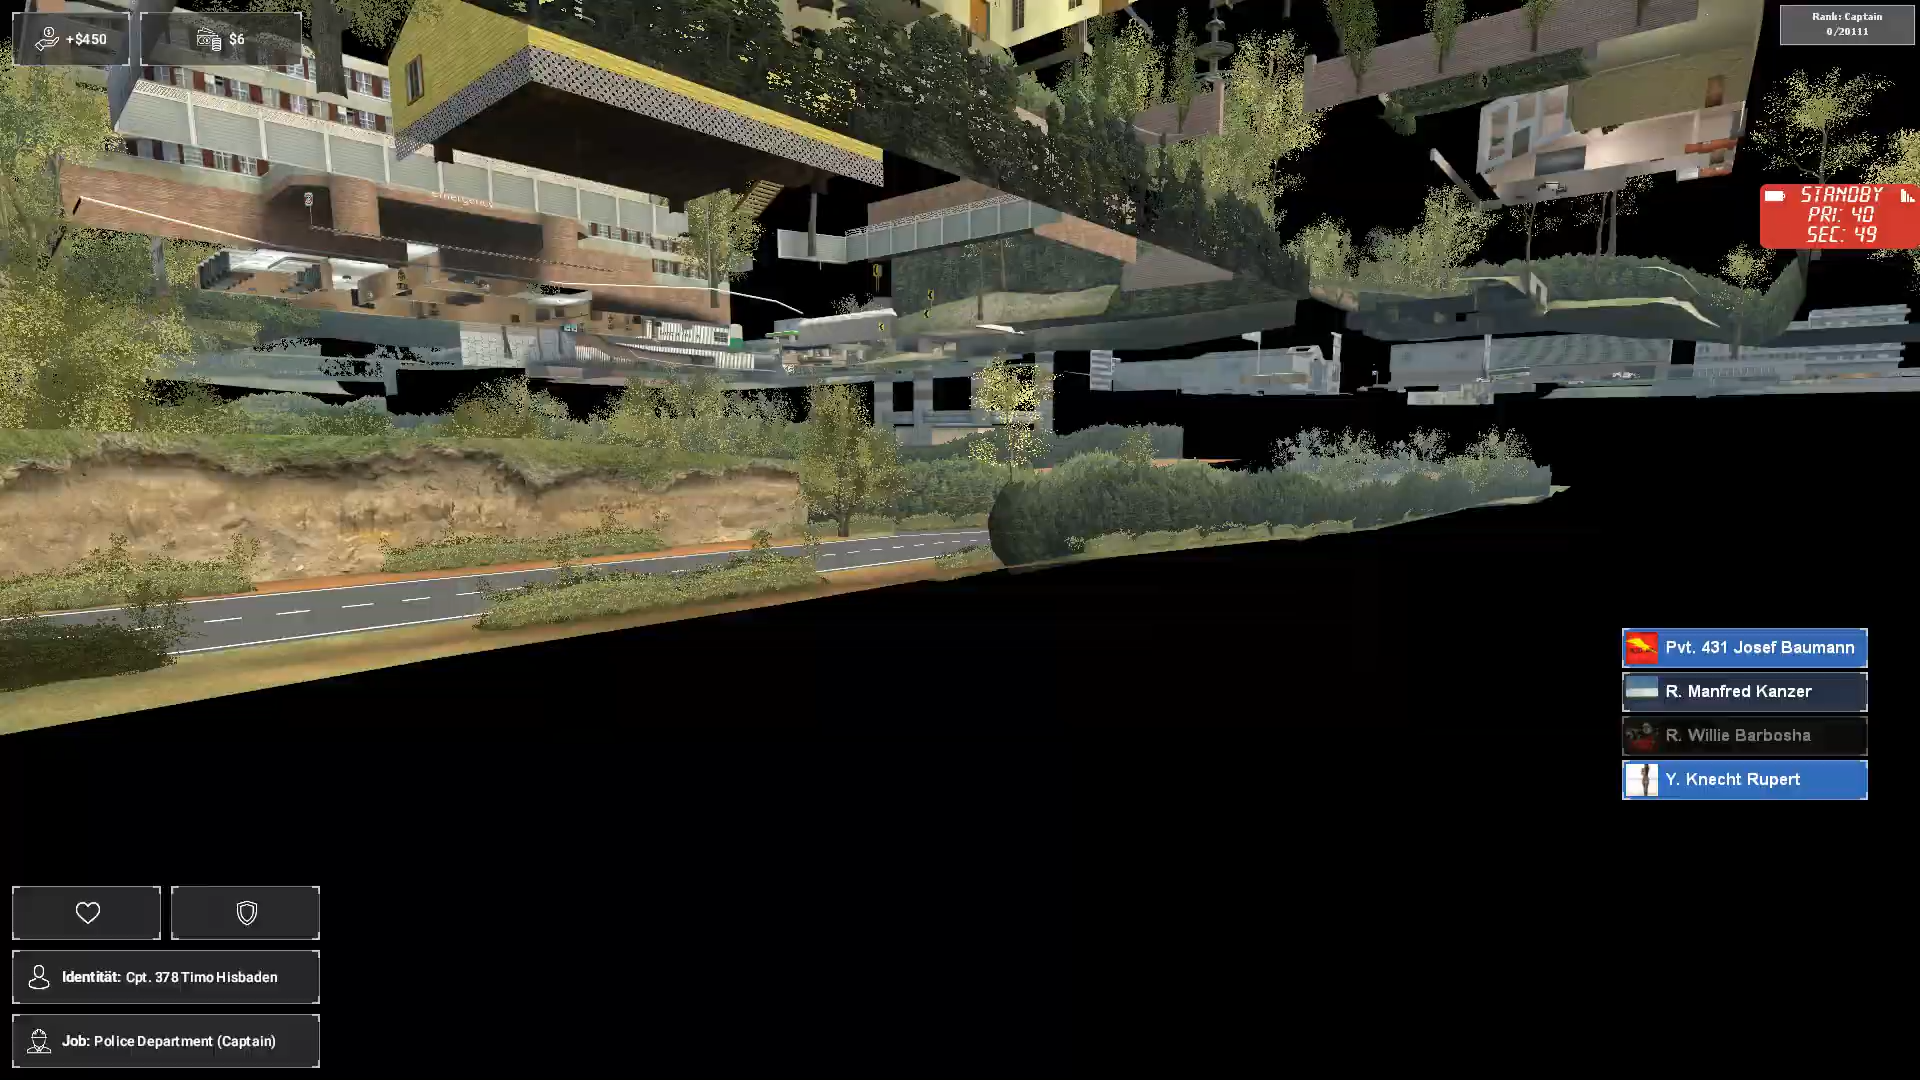 +$450
$6
Rank: Captain
0/20111
Emergency
STANDBY
PRI: 40
SEC: 49
Pvt. 431 Josef Baumann
R. Manfred Kanzer
R. Willie Barbosha
Y. Knecht Rupert
Identität: Cpt. 378 Timo Hisbaden
Job: Police Department (Captain)